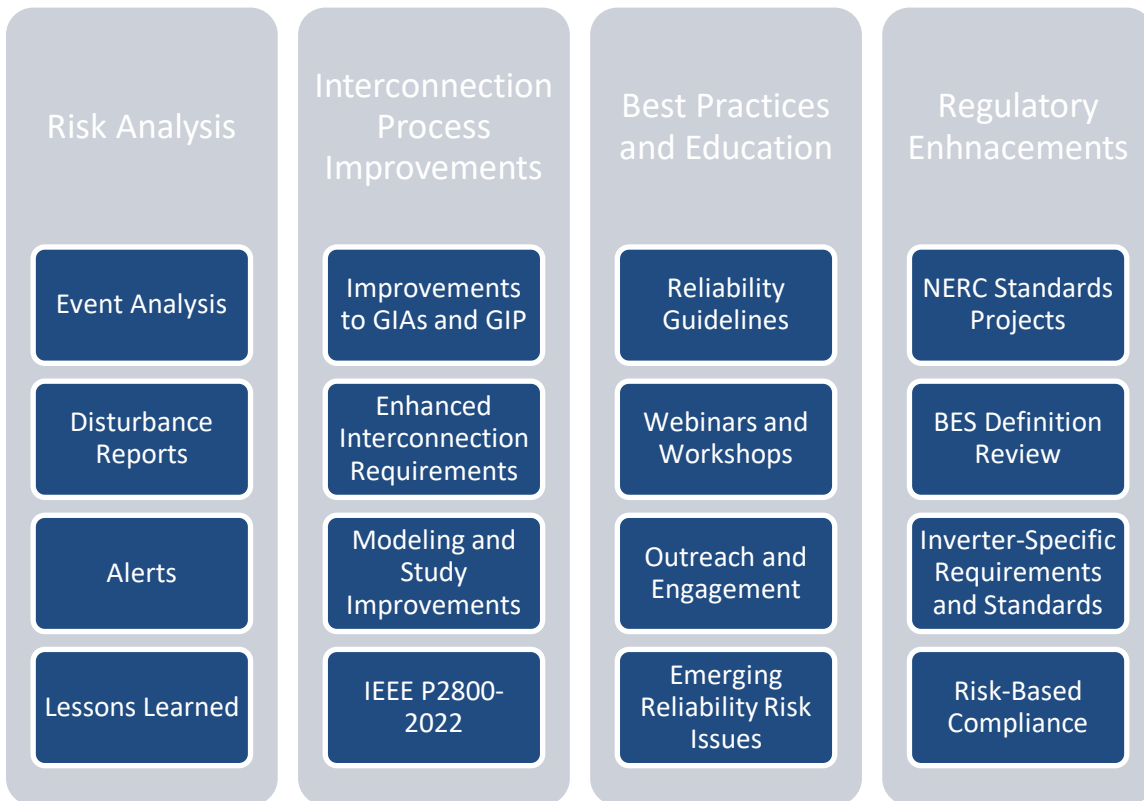 Risk Analysis
Event Analysis
Disturbance
Reports
Alerts
Lessons Learned
Interconnection
Process
Improvements
Improvements
to GIAs and GIP
Enhanced
Interconnection
Requirements
Modeling and
Study
Improvements
IEEE P2800-
2022
Best Practices
and Education
Reliability
Guidelines
Webinars and
Workshops
Outreach and
Engagement
Emerging
Reliability Risk
Issues
Regulatory
Enhnacements
NERC Standards
Projects
BES Definition
Review
Inverter-Specific
Requirements
and Standards
Risk-Based
Compliance